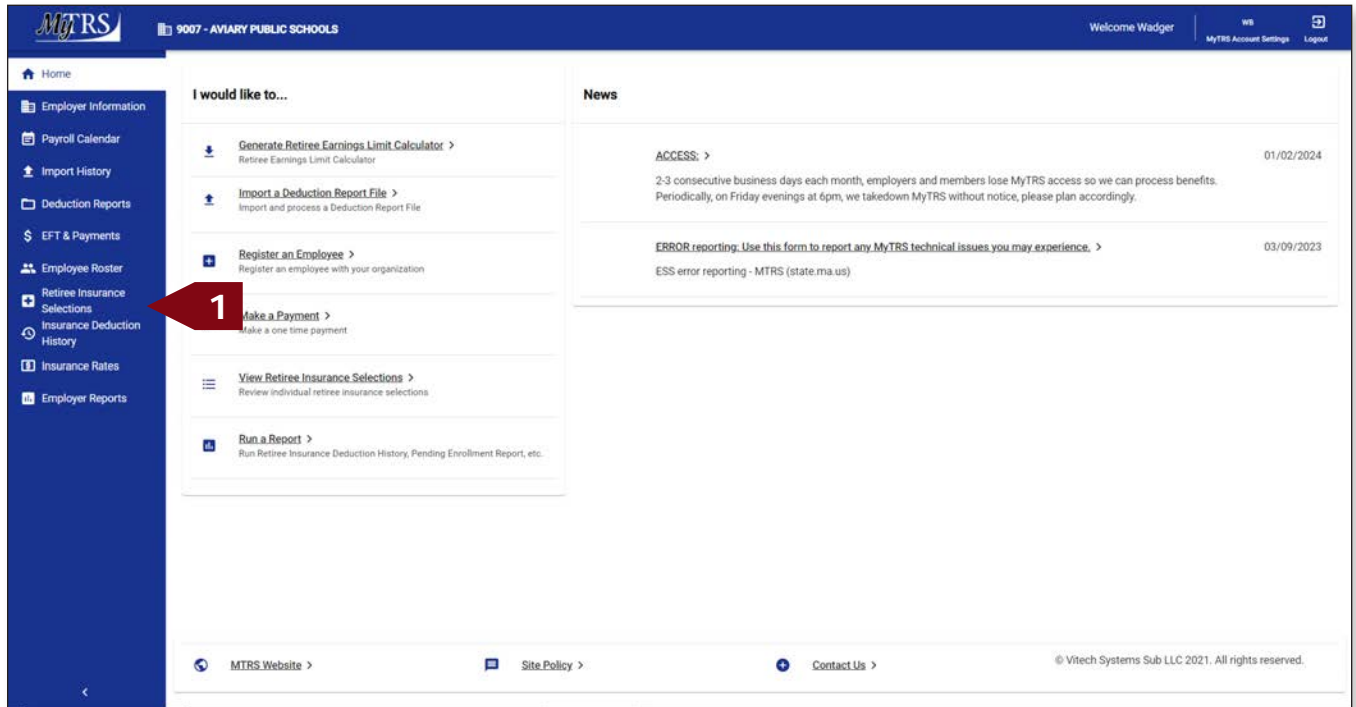 MyTRS
9007 - AVIARY PUBLIC SCHOOLS
Welcome Wadger
WB
MyTRS Account Settings
Logout
Home
Employer Information
Payroll Calendar
Import History
Deduction Reports
EFT & Payments
Employee Roster
Retiree Insurance
Selections
Insurance Deduction
History
Insurance Rates
Employer Reports
1
I would like to...
Generate Retiree Earnings Limit Calculator >
Retiree Earnings Limit Calculator
Import a Deduction Report File >
Import and process a Deduction Report File
Register an Employee >
Register an employee with your organization
Make a Payment >
Make a one time payment
View Retiree Insurance Selections >
Review individual retiree insurance selections
Run a Report >
Run Retiree Insurance Deduction History, Pending Enrollment Report, etc.
News
ACCESS: >
01/02/2024
2-3 consecutive business days each month, employers and members lose MyTRS access so we can process benefits.
Periodically, on Friday evenings at 6pm, we takedown MyTRS without notice, please plan accordingly.
ERROR reporting: Use this form to report any MyTRS technical issues you may experience. >
03/09/2023
ESS error reporting - MTRS (state.ma.us)
MTRS Website >
Site Policy >
Contact Us >
© Vitech Systems Sub LLC 2021. All rights reserved.